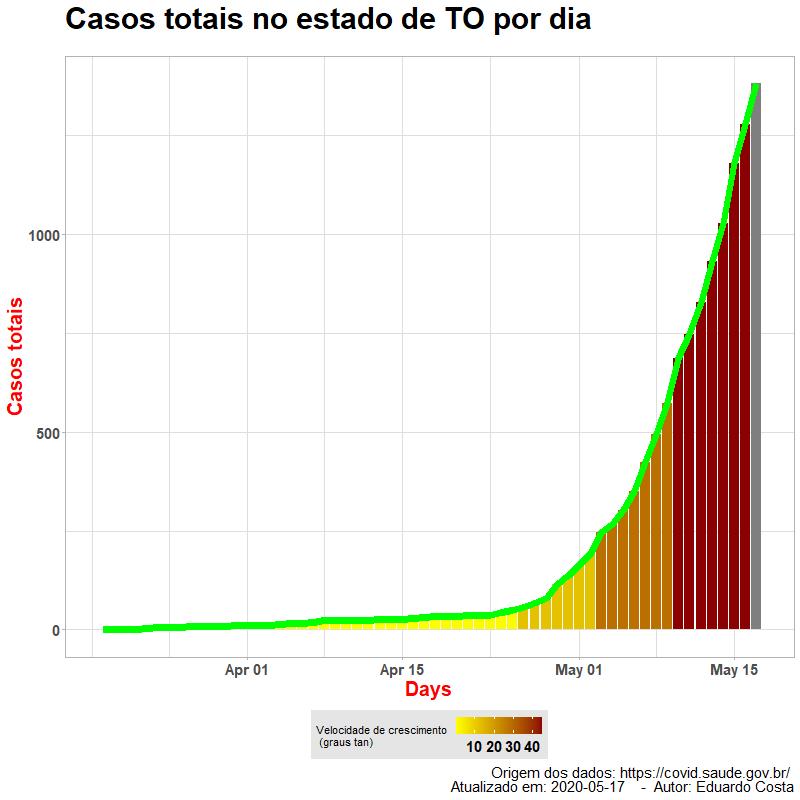 Casos totais no estado de TO por dia
Casos totais
1000
500
0
Apr 01 Apr 15 May 01 May 15
Days
Velocidade de crescimento
(graus tan)
10 20 30 40
Origem dos dados: https://covid.saude.gov.br/
Atualizado em: 2020-05-17 - Autor: Eduardo Costa